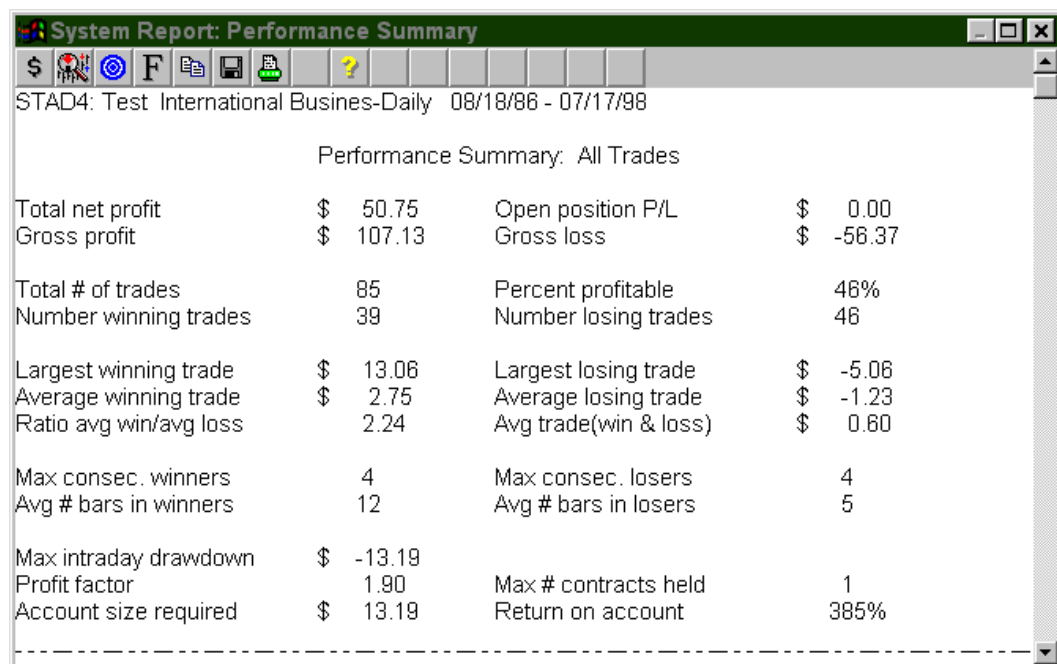 System Report: Performance Summary
$ F ?
STAD4: Test International Busines-Daily 08/18/86 - 07/17/98
Performance Summary: All Trades
Total net profit $ 50.75 Open position P/L $ 0.00
Gross profit $ 107.13 Gross loss $ -56.37
Total # of trades 85 Percent profitable 46%
Number winning trades 39 Number losing trades 46
Largest winning trade $ 13.06 Largest losing trade $ -5.06
Average winning trade $ 2.75 Average losing trade $ -1.23
Ratio avg win/avg loss 2.24 Avg trade(win & loss) $ 0.60
Max consec. winners 4 Max consec. losers 4
Avg # bars in winners 12 Avg # bars in losers 5
Max intraday drawdown $ -13.19
Profit factor 1.90 Max # contracts held 1
Account size required $ 13.19 Return on account 385%